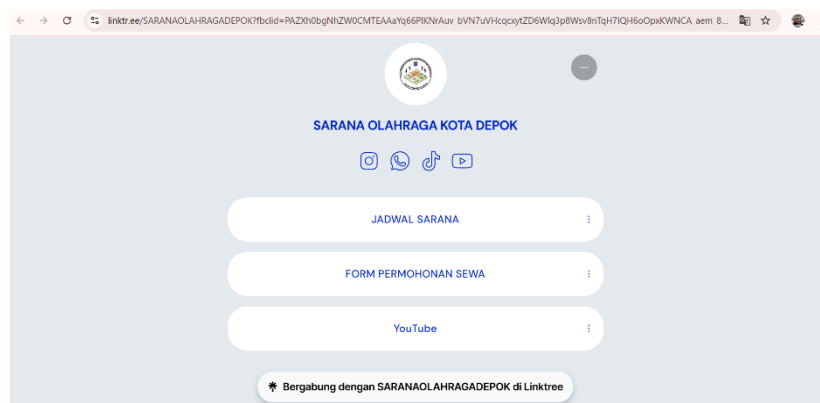 linktr.ee/SARANAOLAHRAGADEPOK?fbclid=PAZXh0bgNhZW0CMTEAAaYq66PlKNrAuv_bVN7uVHcqcxytZD6Wlq3p8Wsv8nTqH7IQH6oOpxKWNCA_aem_8...
SARANA OLAHRAGA KOTA DEPOK
JADWAL SARANA
FORM PERMOHONAN SEWA
YouTube
Bergabung dengan SARANAOLAHRAGADEPOK di Linktree